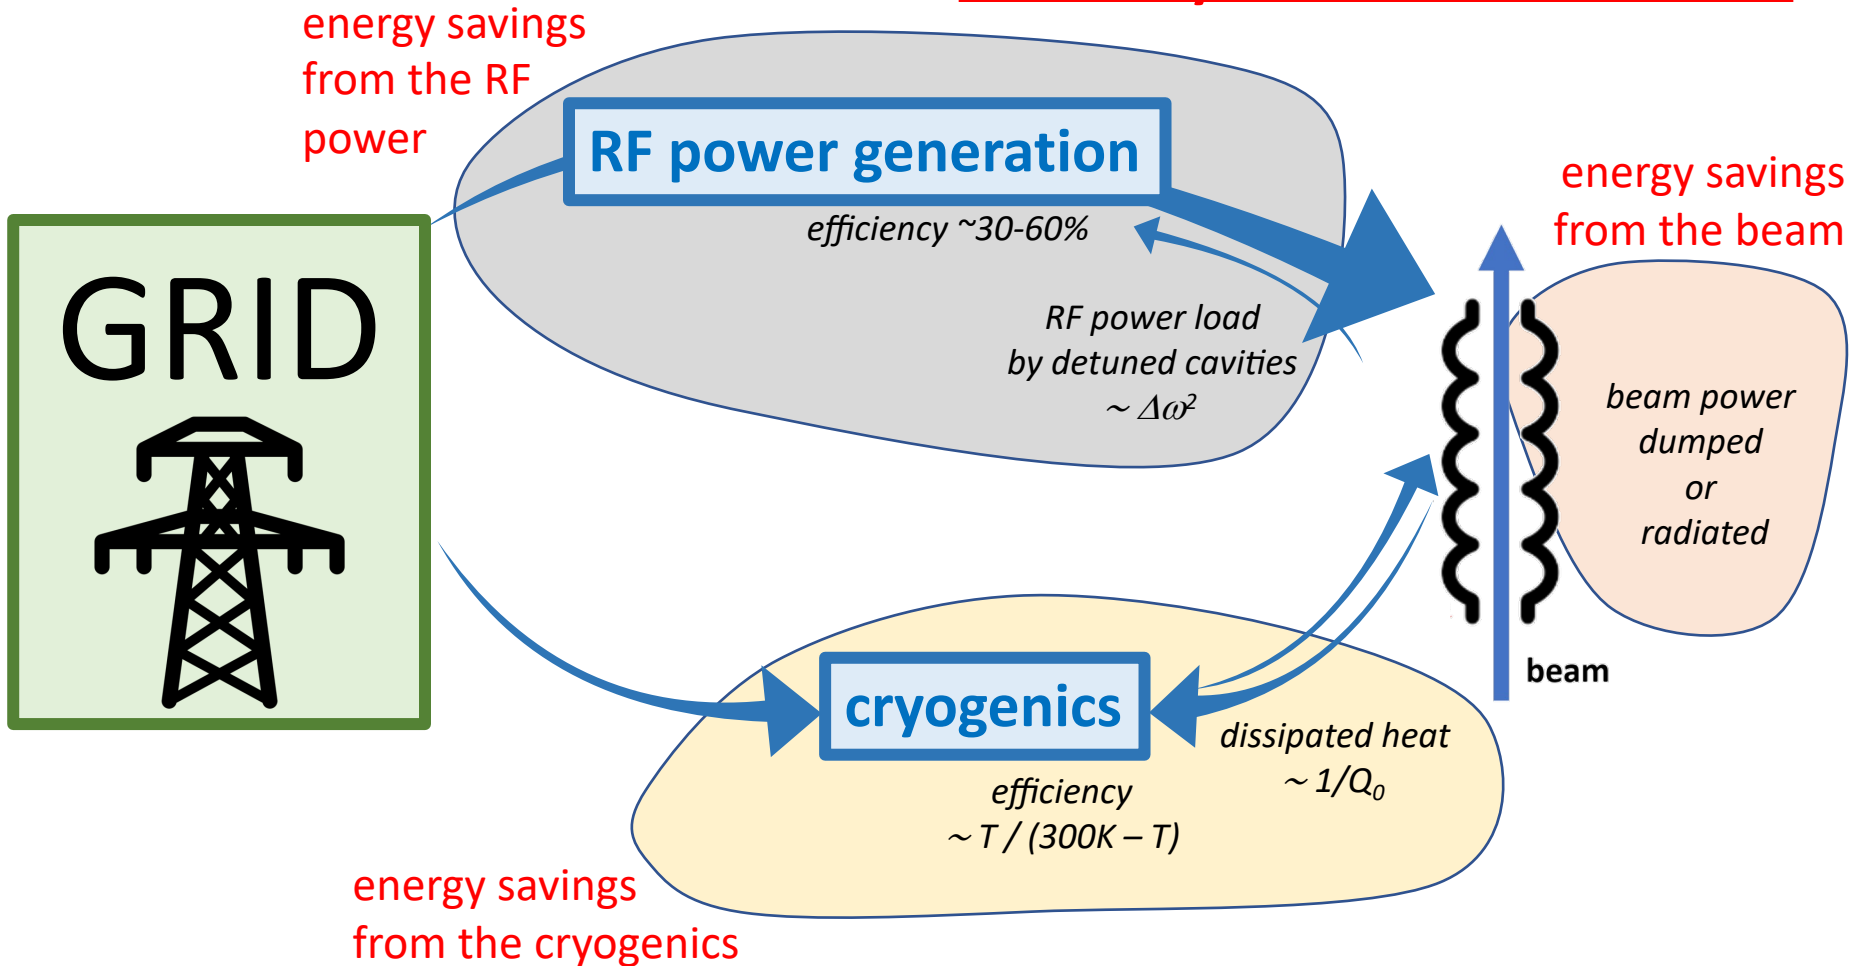 energy savings
from the RF
power
RF power generation
efficiency ~30-60%
energy savings
from the beam
GRID
RF power load
by detuned cavities
~ Δω²
beam power
dumped
or
radiated
beam
cryogenics
dissipated heat
~ 1/Q₀
efficiency
~ T / (300K – T)
energy savings
from the cryogenics